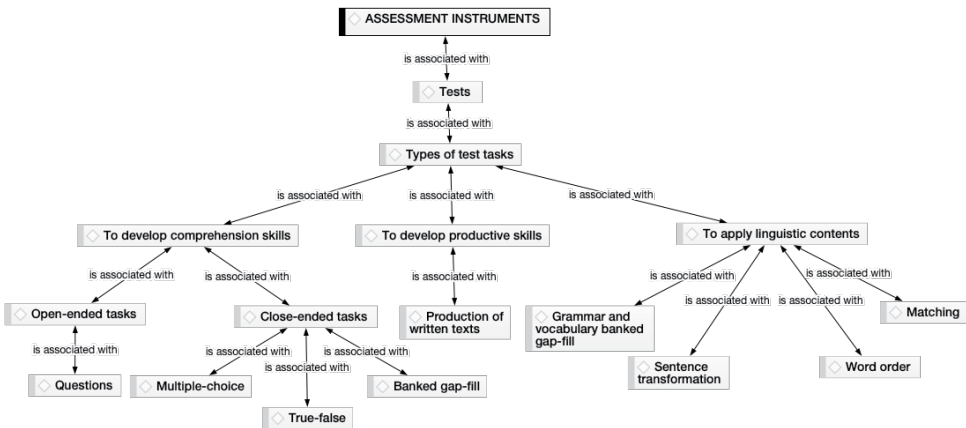 ASSESSMENT INSTRUMENTS
is associated with
Tests
is associated with
Types of test tasks
is associated with
is associated with
is associated with
To develop comprehension skills
To develop productive skills
To apply linguistic contents
is associated with
is associated with
is associated with
is associated with
is associated with
is associated with
is associated with
Open-ended tasks
Close-ended tasks
Production of
written texts
Grammar and
vocabulary banked
gap-fill
Matching
is associated with
is associated with
is associated with
is associated with
Questions
Multiple-choice
Banked gap-fill
Sentence
transformation
Word order
True-false